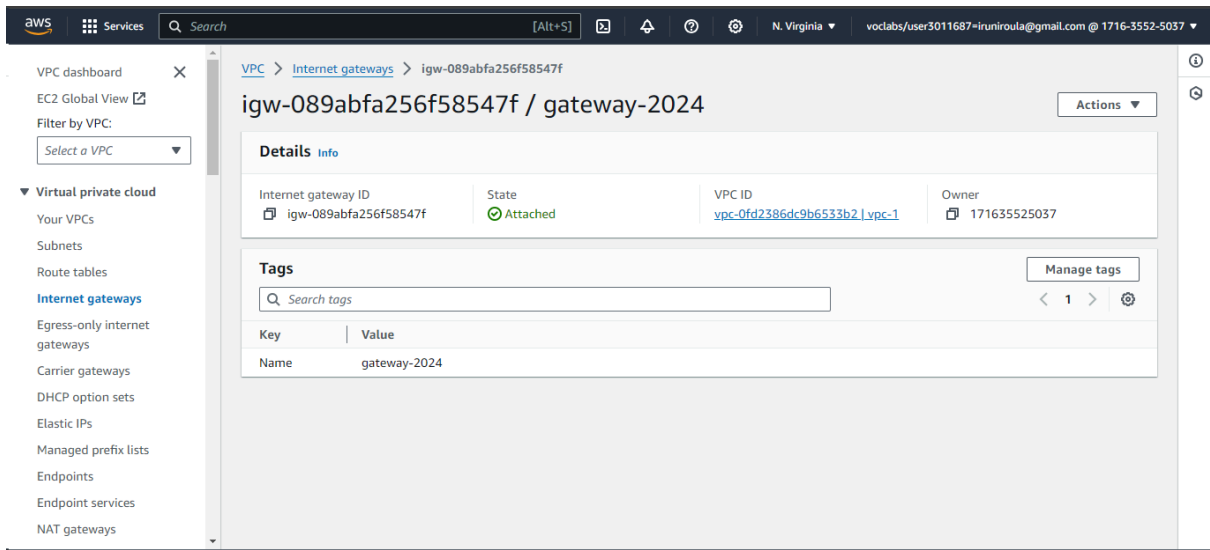 aws Services Search [Alt+S] N. Virginia ▼ voclabs/user3011687=iruniroula@gmail.com @ 1716-3552-5037 ▼
VPC dashboard
EC2 Global View
Filter by VPC:
Select a VPC
Virtual private cloud
Your VPCs
Subnets
Route tables
Internet gateways
Egress-only internet
gateways
Carrier gateways
DHCP option sets
Elastic IPs
Managed prefix lists
Endpoints
Endpoint services
NAT gateways
VPC > Internet gateways > igw-089abfa256f58547f
igw-089abfa256f58547f / gateway-2024
Actions ▼
Details Info
Internet gateway ID State VPC ID Owner
igw-089abfa256f58547f Attached vpc-0fd2386dc9b6533b2 | vpc-1 171635525037
Tags
Manage tags
Search tags
< 1 >
Key Value
Name gateway-2024